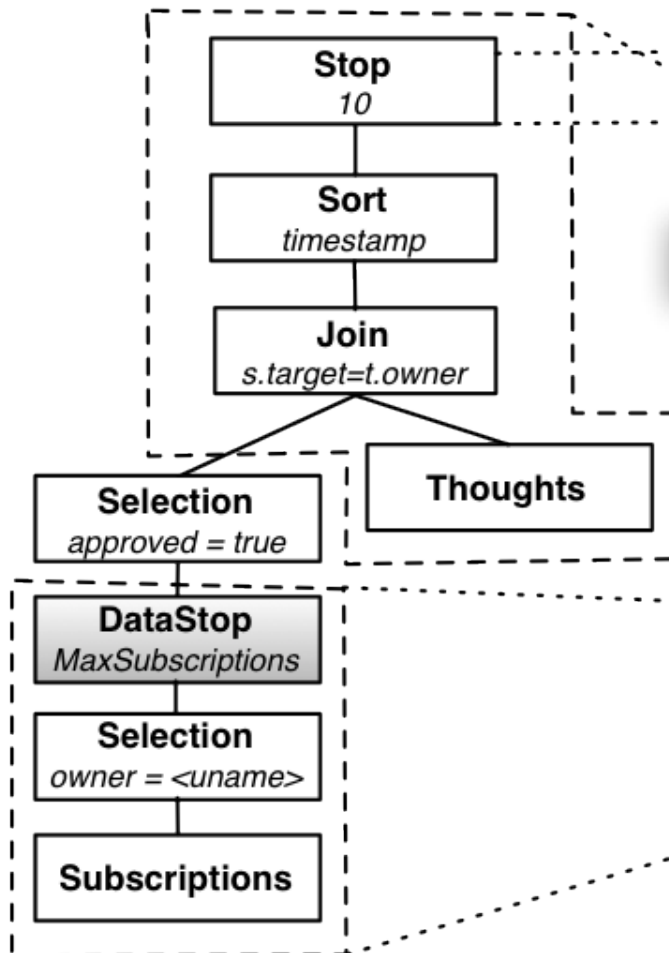 Stop
10
Sort
timestamp
Join
s.target=t.owner
Thoughts
Selection
approved = true
DataStop
MaxSubscriptions
Selection
owner = <uname>
Subscriptions